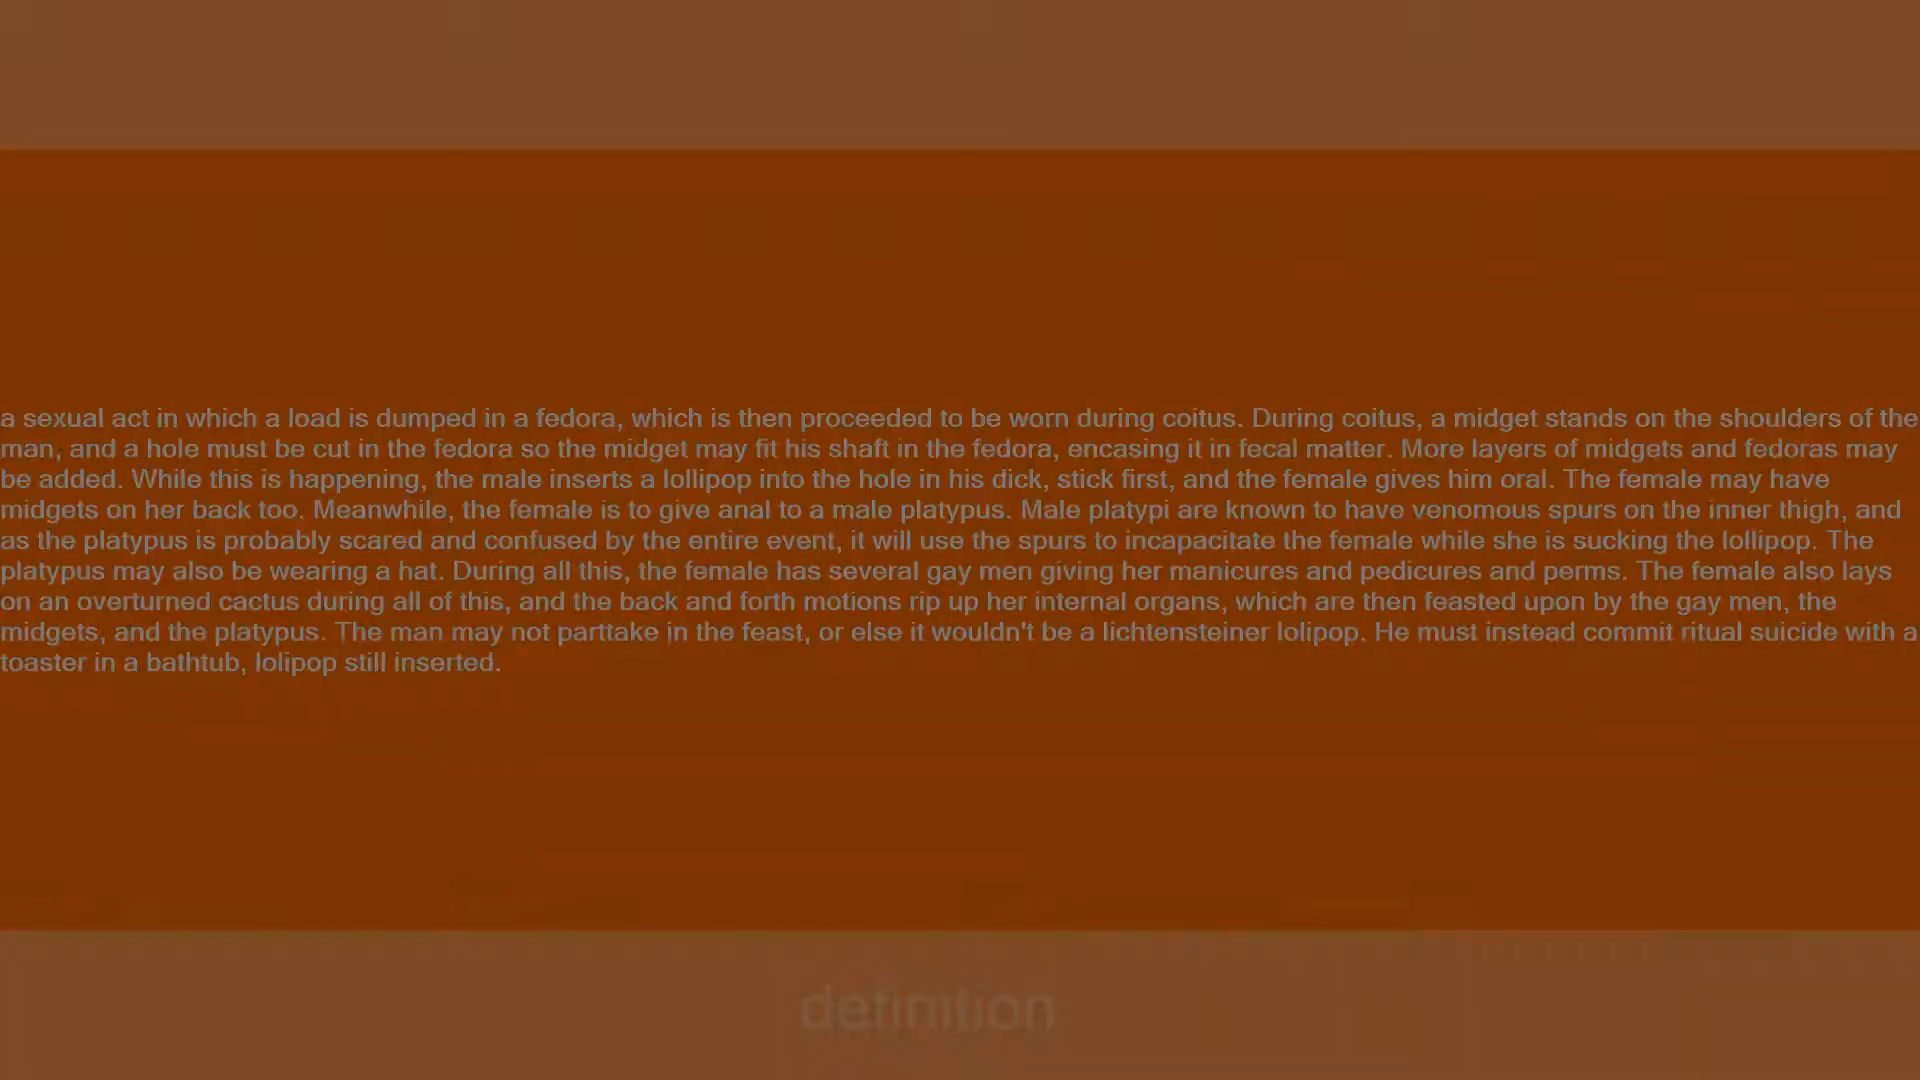 a sexual act in which a load is dumped in a fedora, which is then proceeded to be worn during coitus. During coitus, a midget stands on the shoulders of the
man, and a hole must be cut in the fedora so the midget may fit his shaft in the fedora, encasing it in fecal matter. More layers of midgets and fedoras may
be added. While this is happening, the male inserts a lollipop into the hole in his dick, stick first, and the female gives him oral. The female may have
midgets on her back too. Meanwhile, the female is to give anal to a male platypus. Male platypi are known to have venomous spurs on the inner thigh, and
as the platypus is probably scared and confused by the entire event, it will use the spurs to incapacitate the female while she is sucking the lollipop. The
platypus may also be wearing a hat. During all this, the female has several gay men giving her manicures and pedicures and perms. The female also lays
on an overturned cactus during all of this, and the back and forth motions rip up her internal organs, which are then feasted upon by the gay men, the
midgets, and the platypus. The man may not parttake in the feast, or else it wouldn't be a lichtensteiner lolipop. He must instead commit ritual suicide with a
toaster in a bathtub, lolipop still inserted.
definition